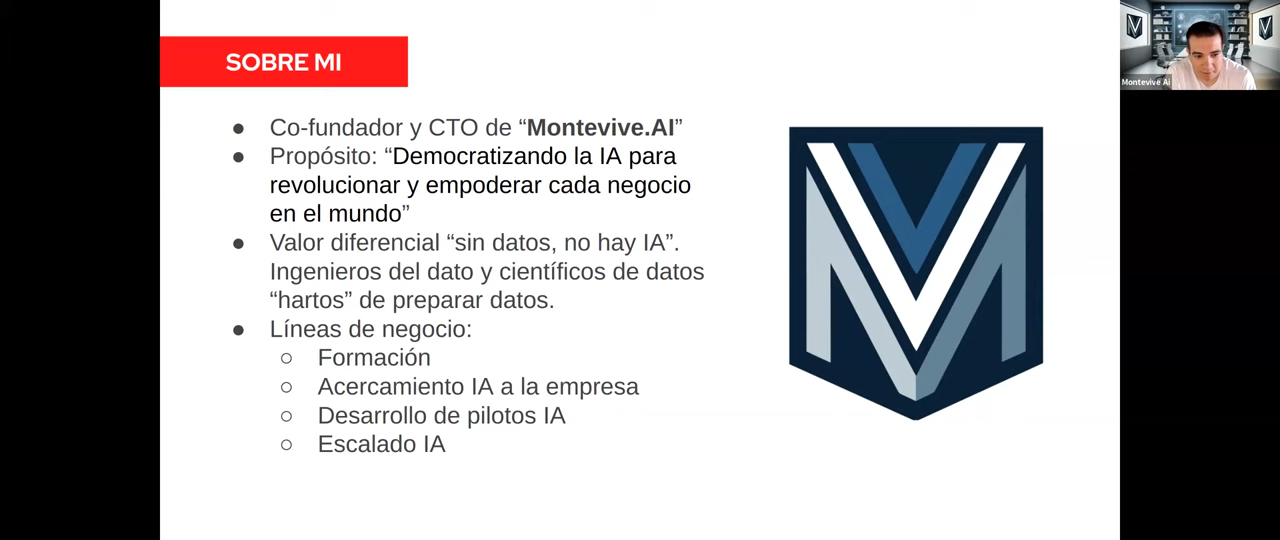 SOBRE MI
● Co-fundador y CTO de “Montevive.AI”
● Propósito: “Democratizando la IA para
revolucionar y empoderar cada negocio
en el mundo”
● Valor diferencial “sin datos, no hay IA”.
Ingenieros del dato y científicos de datos
“hartos” de preparar datos.
● Líneas de negocio:
○ Formación
○ Acercamiento IA a la empresa
○ Desarrollo de pilotos IA
○ Escalado IA
Montevive Ai